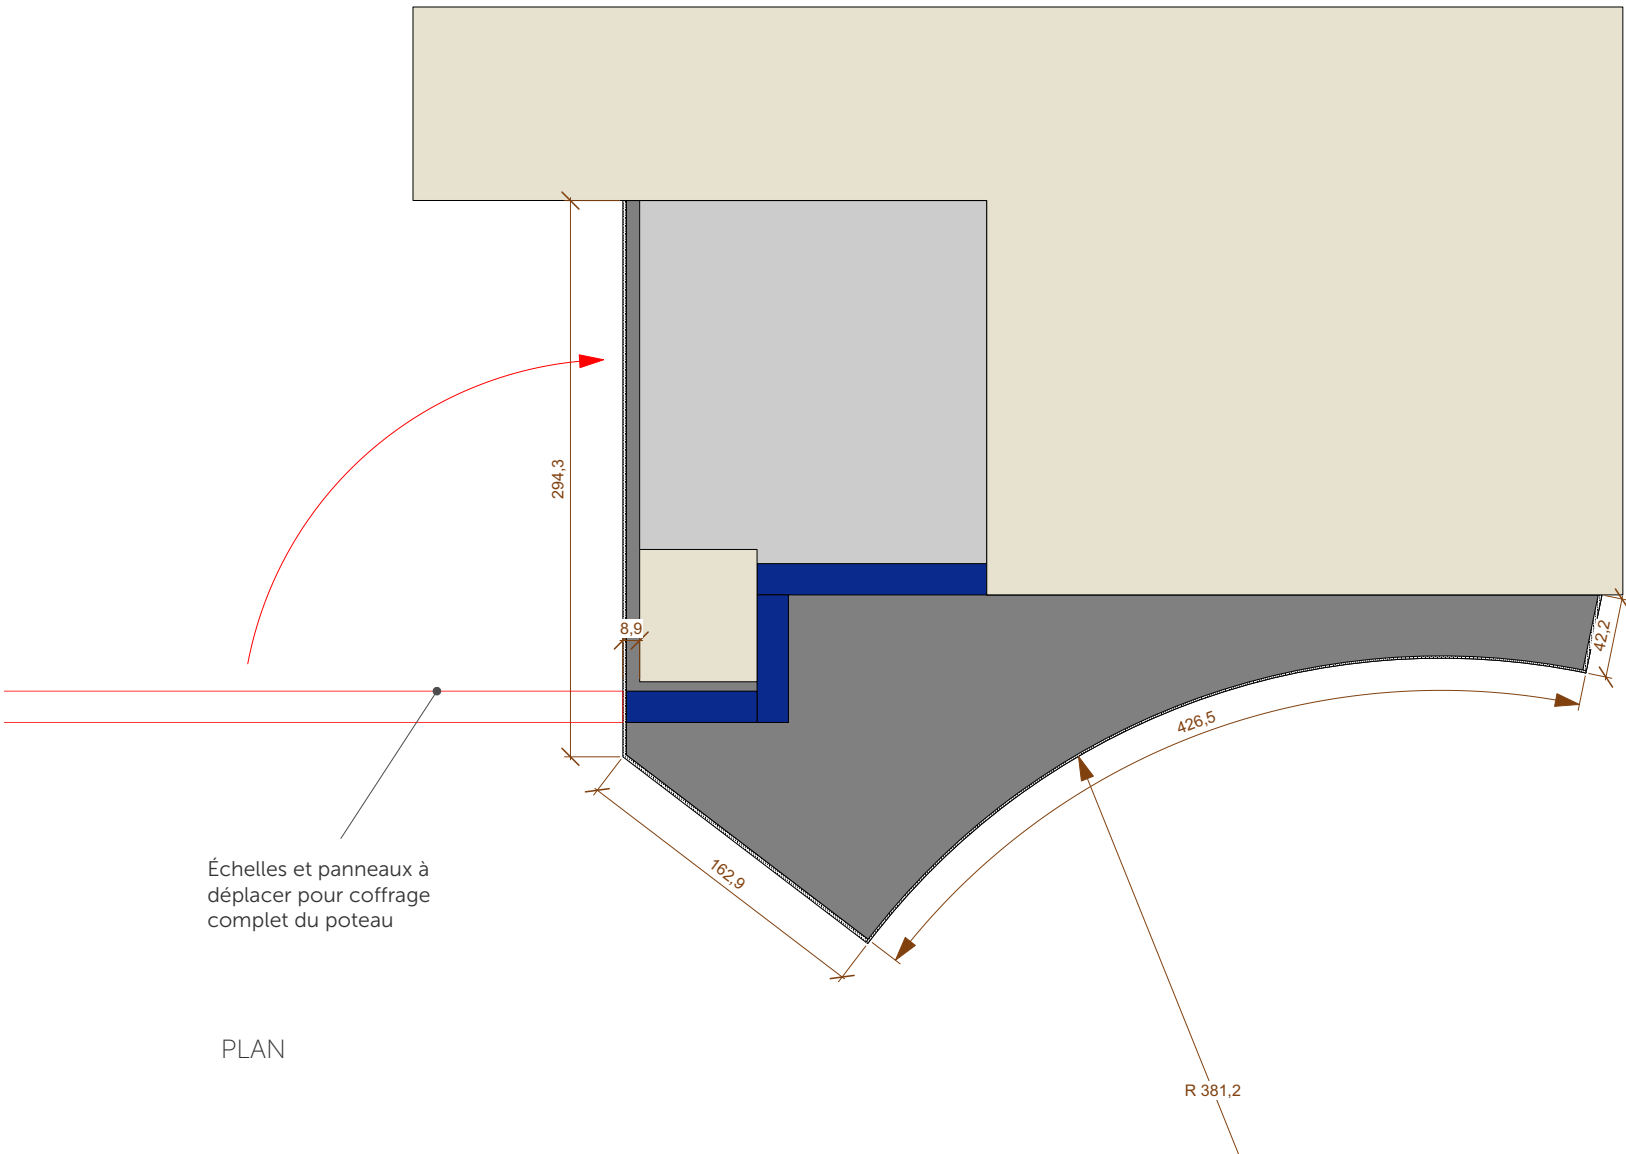 294,3
8,9
42,2
426,5
162,9
Échelles et panneaux à
déplacer pour coffrage
complet du poteau
PLAN
R 381,2